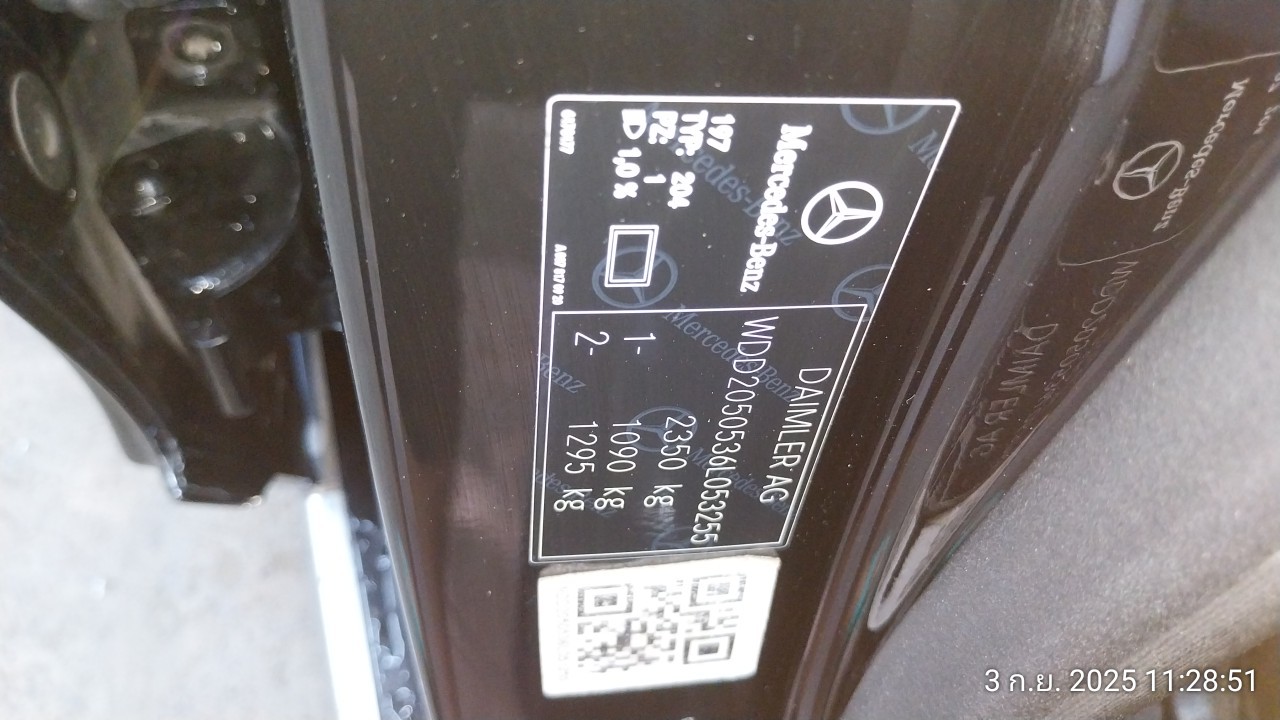 Mercedes-Benz
197
TYP: 204
PZ: 1
D 1,0 %
DAIMLER AG
WDD2050536L053255
2350 kg
1- 1090 kg
2- 1295 kg
3 ก.ย. 2025 11:28:51